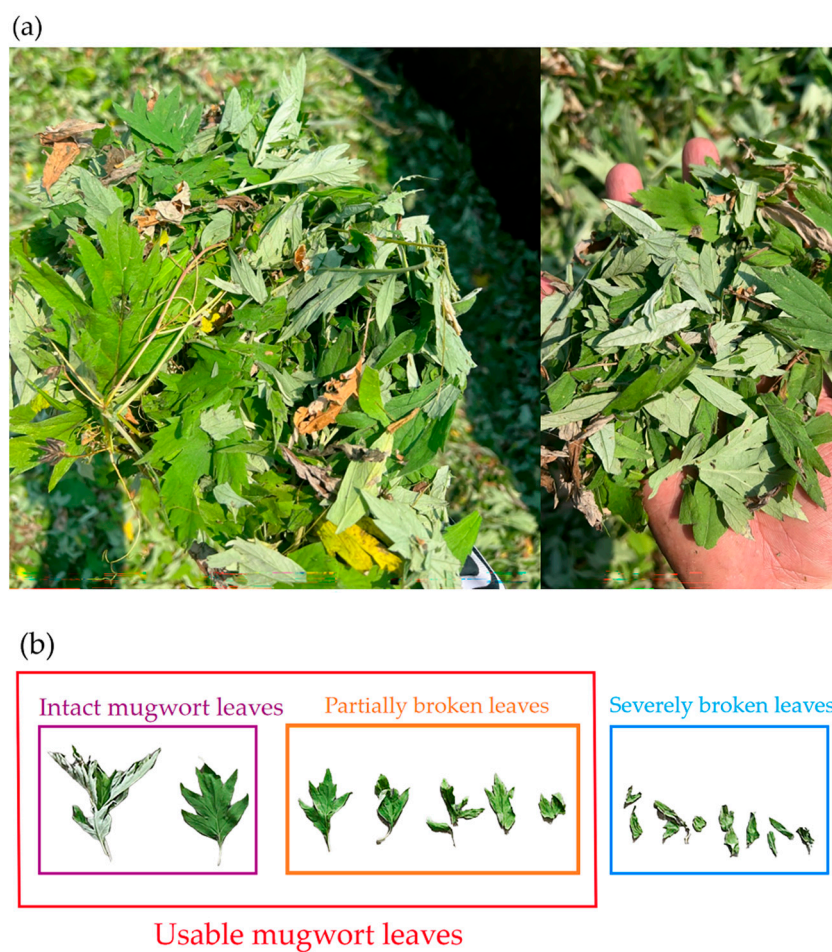 (a)
(b)
Intact mugwort leaves
Partially broken leaves
Severely broken leaves
Usable mugwort leaves